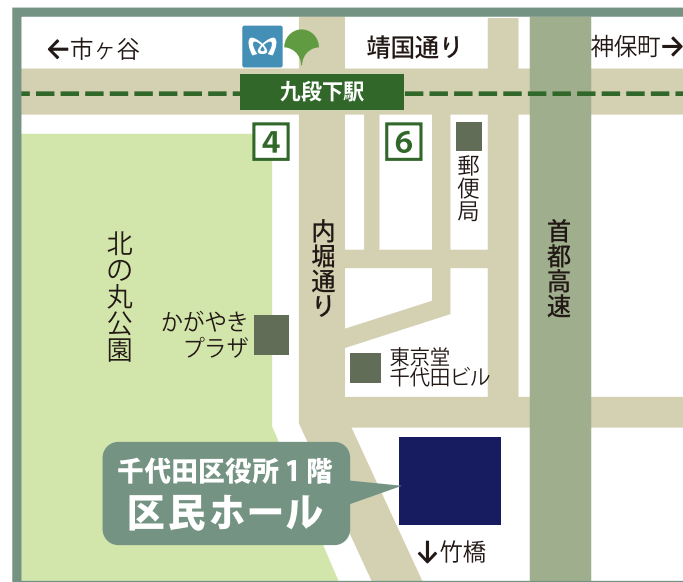 ←市ヶ谷
靖国通り
神保町→
九段下駅
4
6
郵便局
内堀通り
首都高速
北の丸公園
かがやき
プラザ
東京堂
千代田ビル
千代田区役所1階
区民ホール
↓竹橋